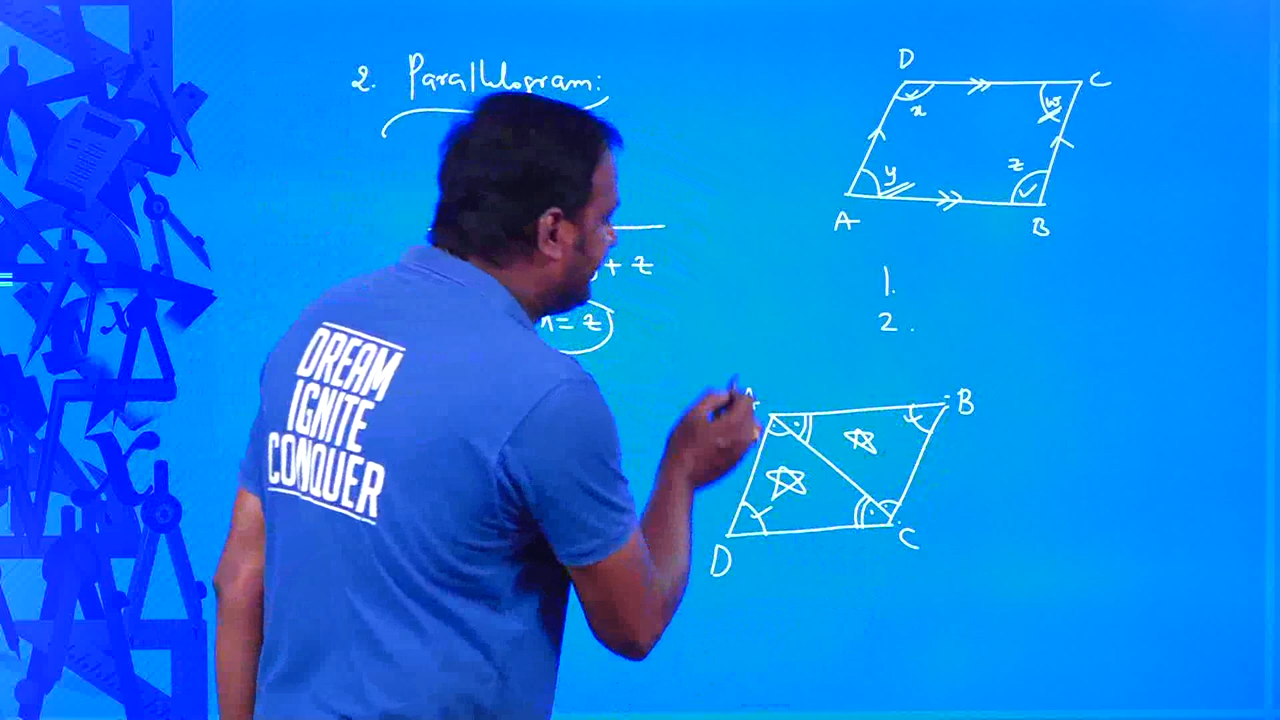 2. Parallelogram:
D
C
x
w
y
z
A
B
+ z
= z
1.
2.
DREAM
IGNITE
CONQUER
A
B
D
C
x
x